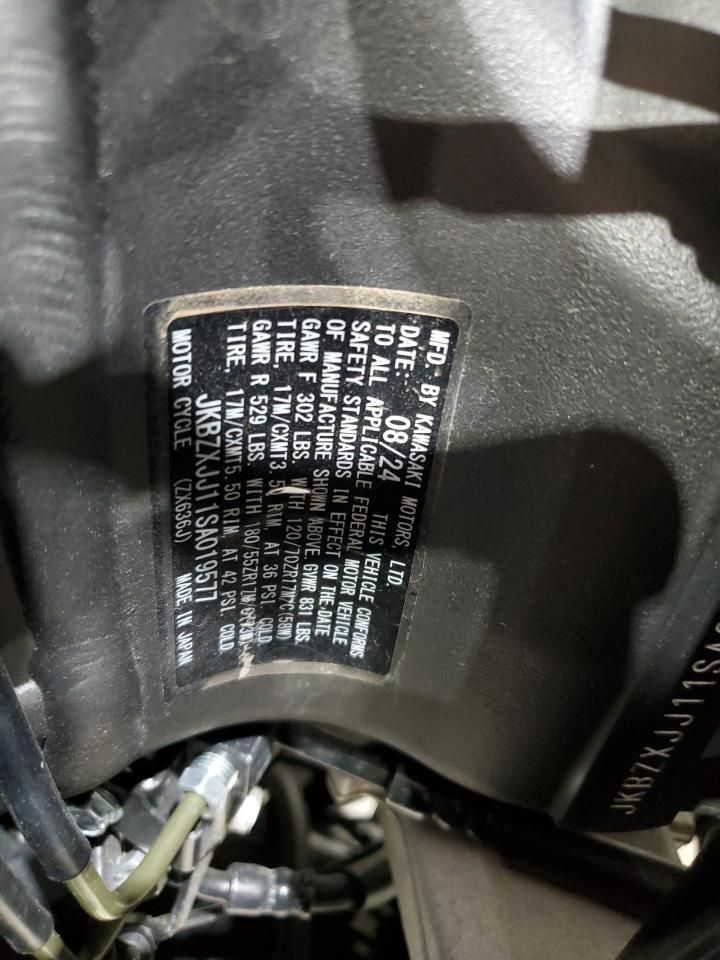 MFD. BY KAWASAKI MOTORS, LTD.
DATE: 08/24 THIS VEHICLE CONFORMS
TO ALL APPLICABLE FEDERAL MOTOR VEHICLE
SAFETY STANDARDS IN EFFECT ON THE DATE
OF MANUFACTURE SHOWN ABOVE. GVWR 831 LBS.
GAWR F 302 LBS. WITH 120/70ZR17M/C(58W)
TIRE, 17M/CXMT3. RIM, AT 36 PSI COLD
GAWR R 529 LBS. WITH 180/55ZR17M/C(73W)
TIRE, 17M/CXMT5.50 RIM, AT 42 PSI COLD
JKBZXJJ11SA019517
MOTOR CYCLE (ZX636J) MADE IN JAPAN
JKBZXJJ11SA